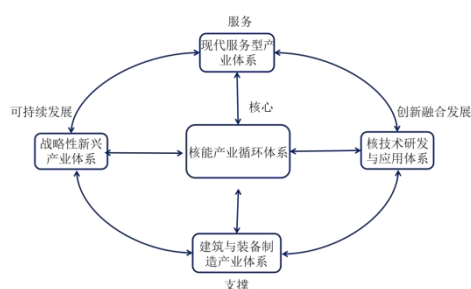 服务
现代服务型产
业体系
可持续发展
核心
创新融合发展
战略性新兴
产业体系
核能产业循环体系
核技术研发
与应用体系
建筑与装备制
造产业体系
支撑